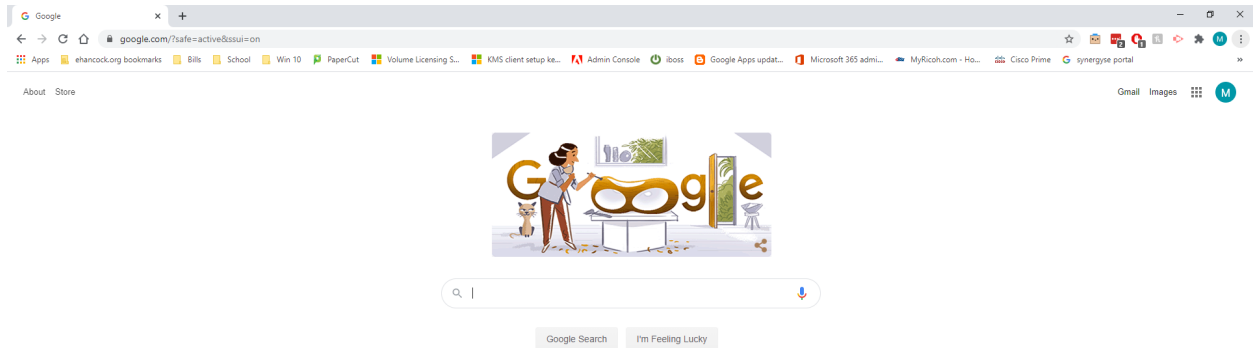 Google
google.com/?safe=active&ssui=on
Apps ehancock.org bookmarks Bills School Win 10 PaperCut Volume Licensing S... KMS client setup ke... Admin Console iboss Google Apps updat... Microsoft 365 admi... MyRicoh.com - Ho... Cisco Prime synergyse portal
About Store Gmail Images M
Google
Google Search I'm Feeling Lucky